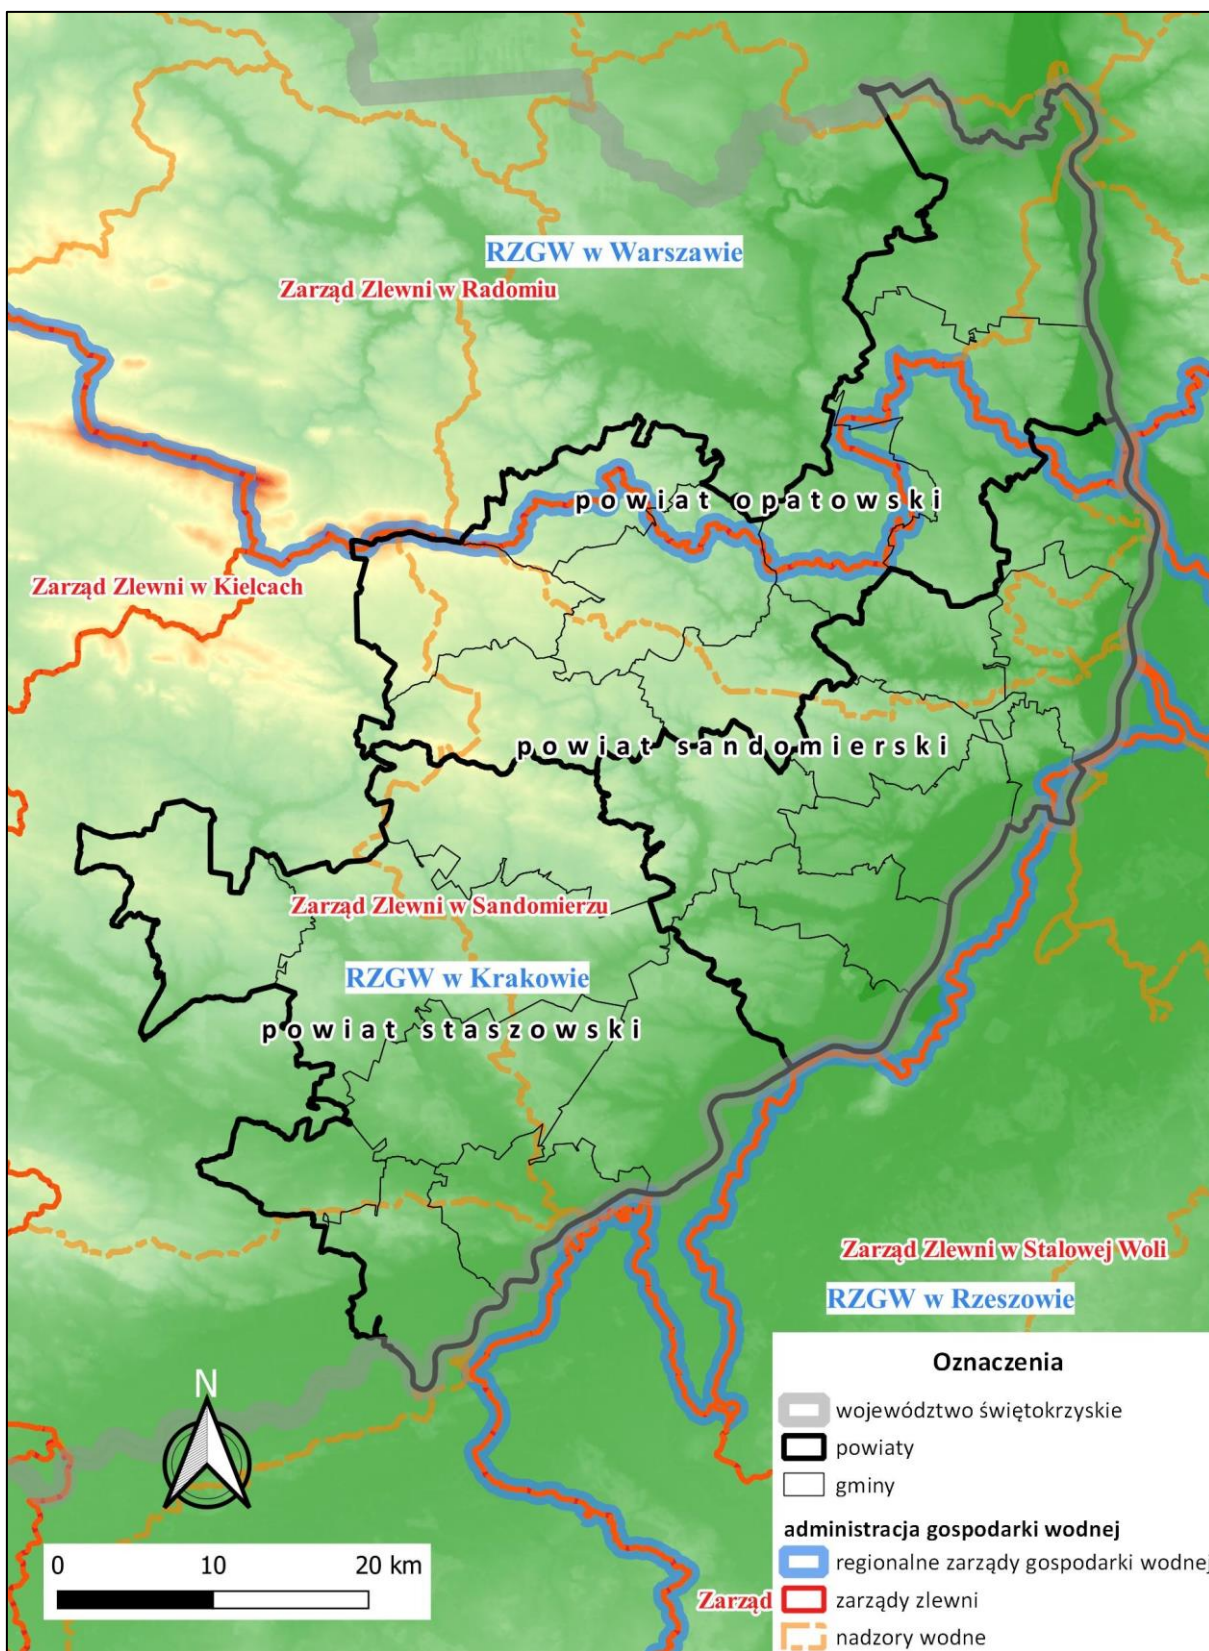 RZGW w Warszawie
Zarząd Zlewni w Radomiu
powiat opatowski
Zarząd Zlewni w Kielcach
powiat sandomierski
Zarząd Zlewni w Sandomierzu
RZGW w Krakowie
powiat staszowski
Zarząd Zlewni w Stalowej Woli
RZGW w Rzeszowie
Oznaczenia
województwo świętokrzyskie
powiaty
gminy
administracja gospodarki wodnej
regionalne zarządy gospodarki wodnej
zarządy zlewni
nadzory wodne
N
0 10 20 km
Zarząd